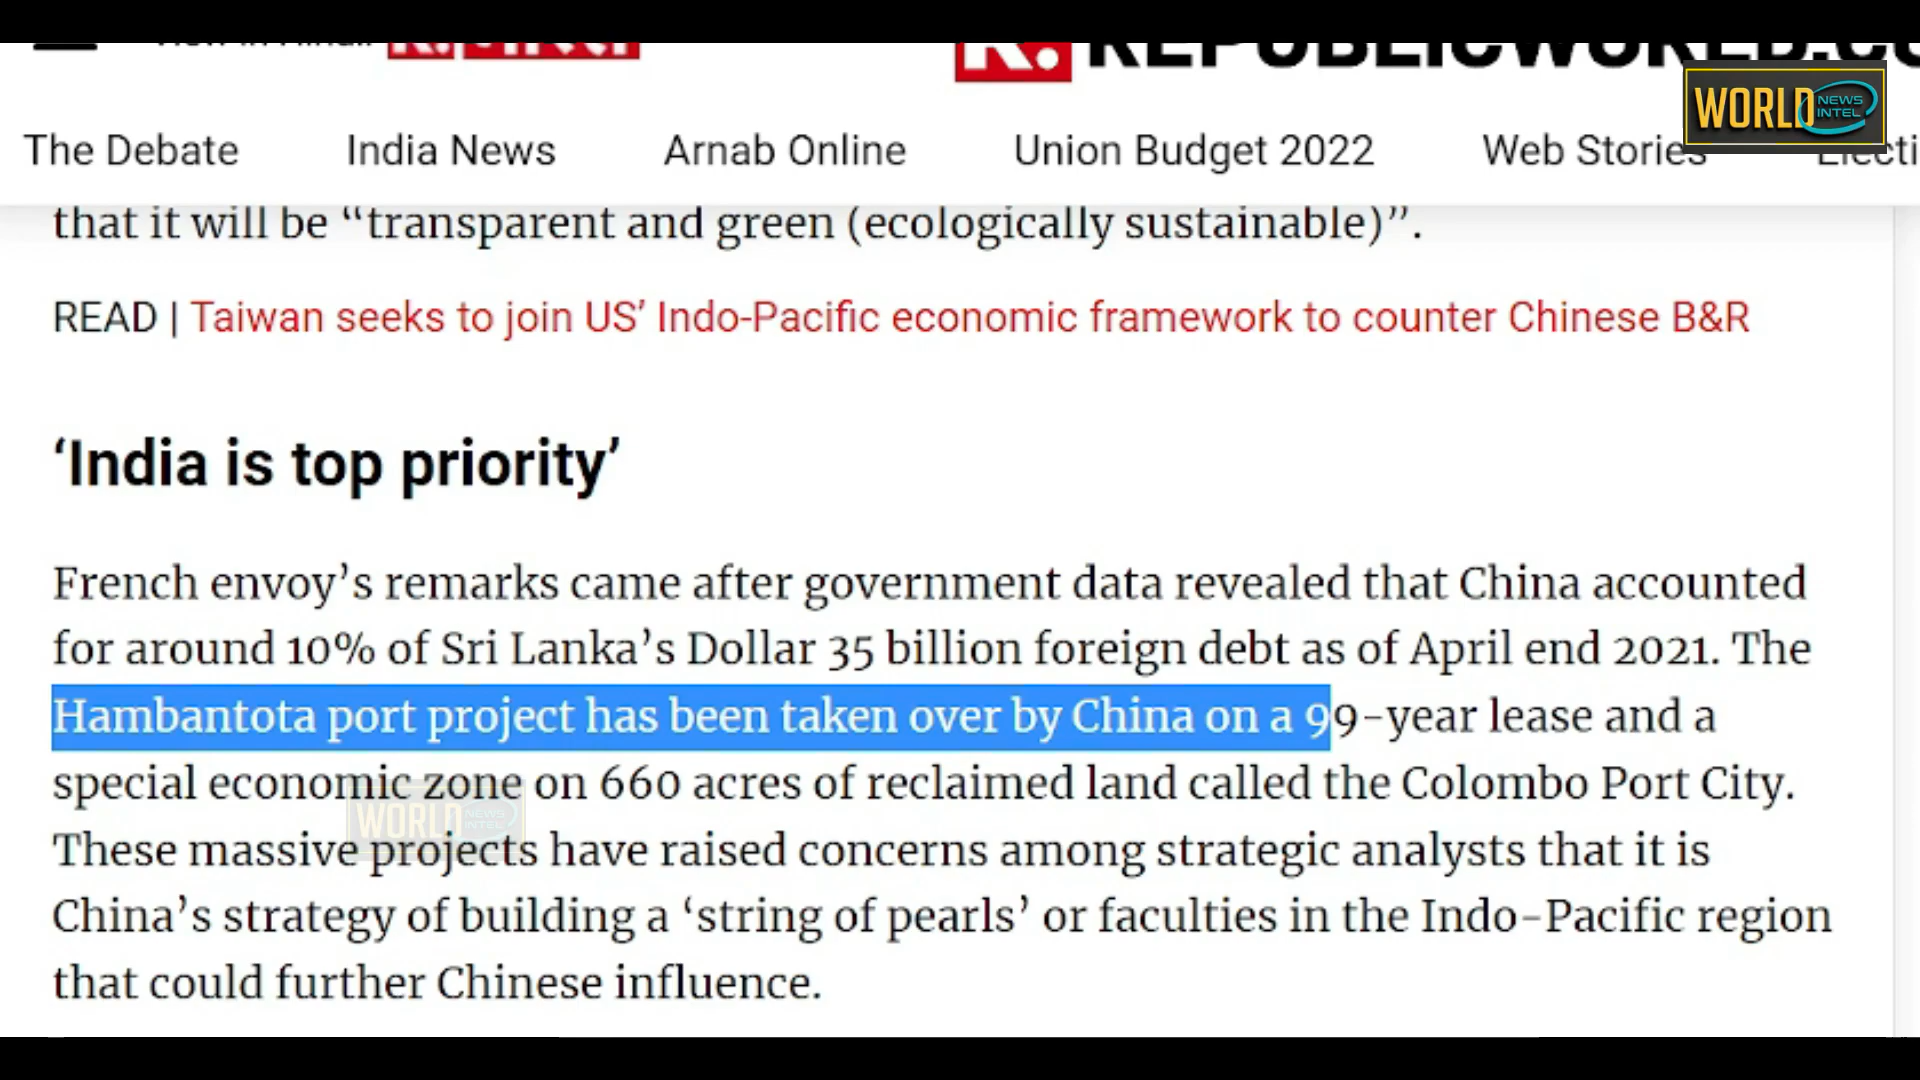 REPUBLICWORLD.CO
WORLD NEWS INTEL
The Debate India News Arnab Online Union Budget 2022 Web Stories Electi
that it will be “transparent and green (ecologically sustainable)”.
READ | Taiwan seeks to join US’ Indo-Pacific economic framework to counter Chinese B&R
‘India is top priority’
French envoy’s remarks came after government data revealed that China accounted
for around 10% of Sri Lanka’s Dollar 35 billion foreign debt as of April end 2021. The
Hambantota port project has been taken over by China on a 99-year lease and a
special economic zone on 660 acres of reclaimed land called the Colombo Port City.
WORLD NEWS INTEL
These massive projects have raised concerns among strategic analysts that it is
China’s strategy of building a ‘string of pearls’ or faculties in the Indo-Pacific region
that could further Chinese influence.